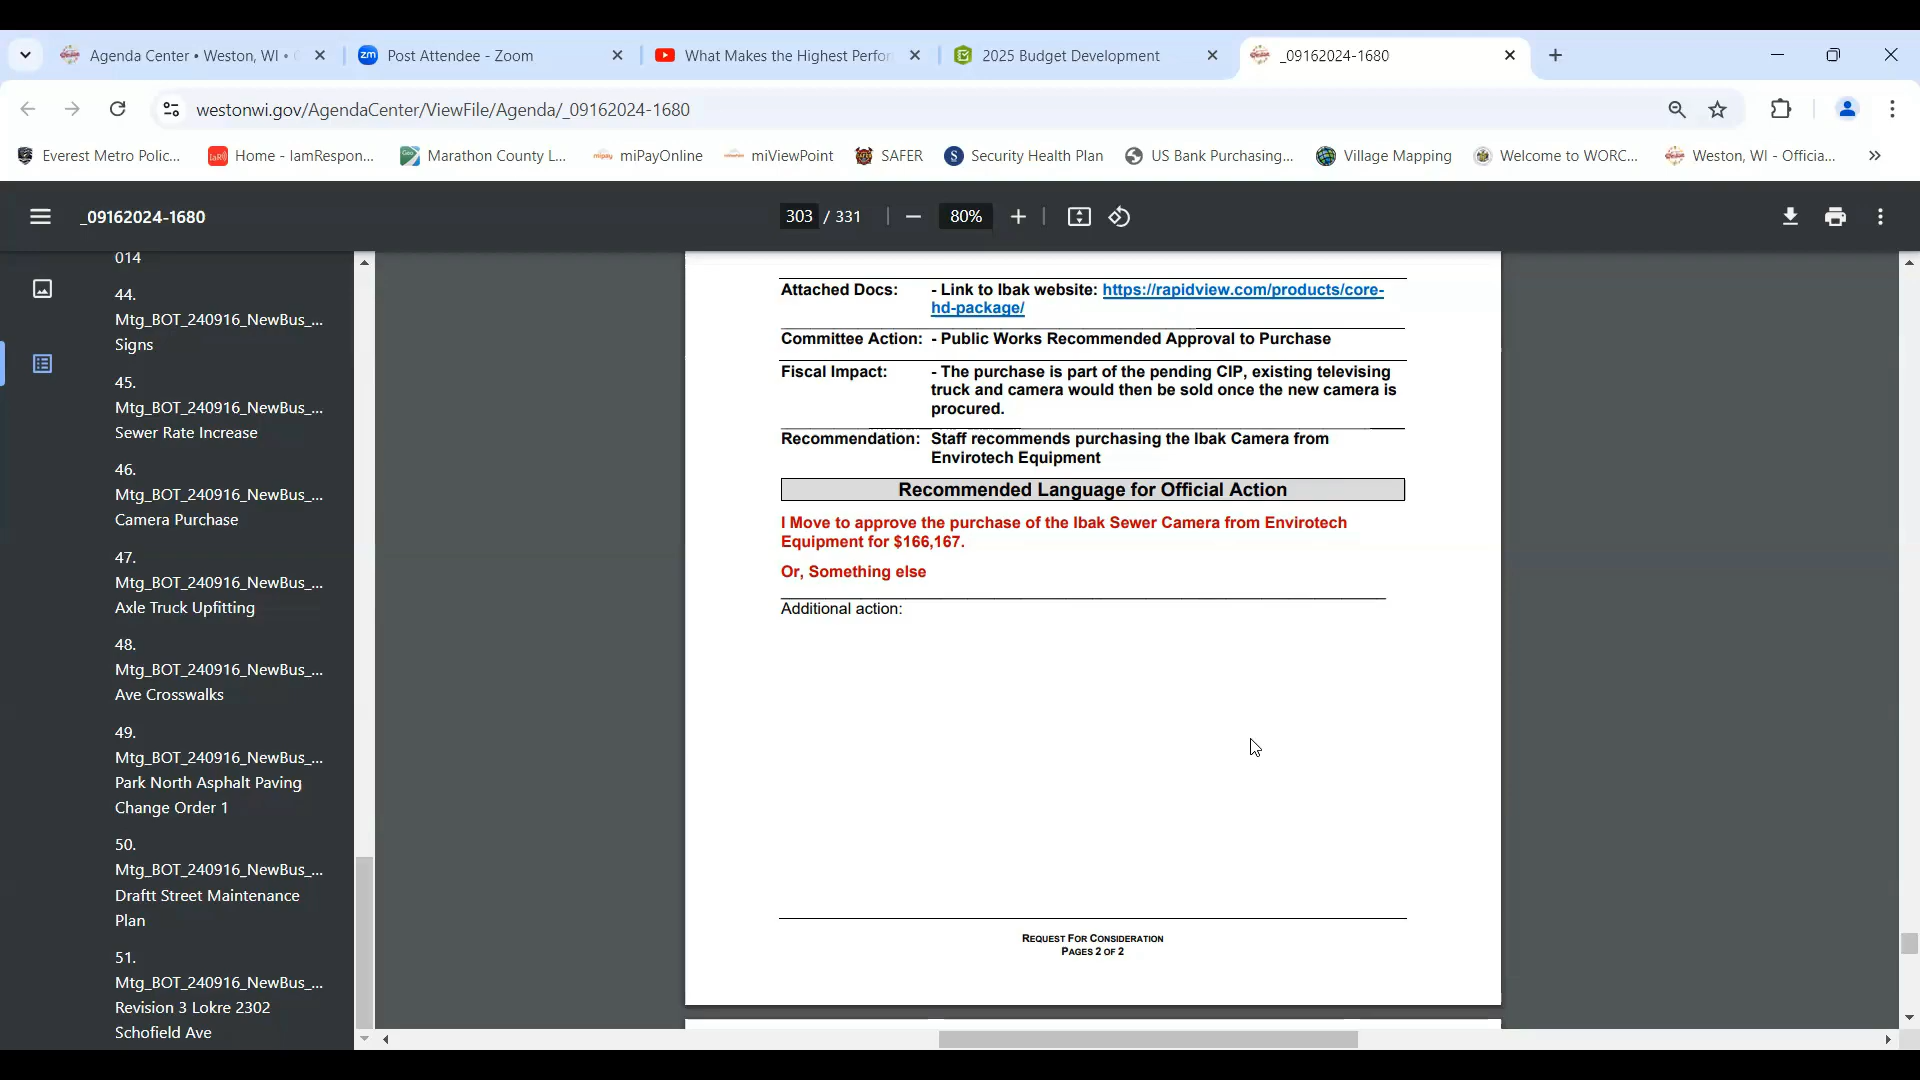 Agenda Center • Weston, WI •
Post Attendee - Zoom
What Makes the Highest Perfor
2025 Budget Development
_09162024-1680
westonwi.gov/AgendaCenter/ViewFile/Agenda/_09162024-1680
Everest Metro Polic...
Home - IamRespon...
Marathon County L...
miPayOnline
miViewPoint
SAFER
Security Health Plan
US Bank Purchasing...
Village Mapping
Welcome to WORC...
Weston, WI - Officia...
_09162024-1680
303 / 331
80%
014
44.
Mtg_BOT_240916_NewBus_...
Signs
45.
Mtg_BOT_240916_NewBus_...
Sewer Rate Increase
46.
Mtg_BOT_240916_NewBus_...
Camera Purchase
47.
Mtg_BOT_240916_NewBus_...
Axle Truck Upfitting
48.
Mtg_BOT_240916_NewBus_...
Ave Crosswalks
49.
Mtg_BOT_240916_NewBus_...
Park North Asphalt Paving
Change Order 1
50.
Mtg_BOT_240916_NewBus_...
Draftt Street Maintenance
Plan
51.
Mtg_BOT_240916_NewBus_...
Revision 3 Lokre 2302
Schofield Ave
Attached Docs: - Link to Ibak website: https://rapidview.com/products/core-
hd-package/
Committee Action: - Public Works Recommended Approval to Purchase
Fiscal Impact: - The purchase is part of the pending CIP, existing televising
truck and camera would then be sold once the new camera is
procured.
Recommendation: Staff recommends purchasing the Ibak Camera from
Envirotech Equipment
Recommended Language for Official Action
I Move to approve the purchase of the Ibak Sewer Camera from Envirotech
Equipment for $166,167.
Or, Something else
Additional action:
REQUEST FOR CONSIDERATION
PAGES 2 OF 2